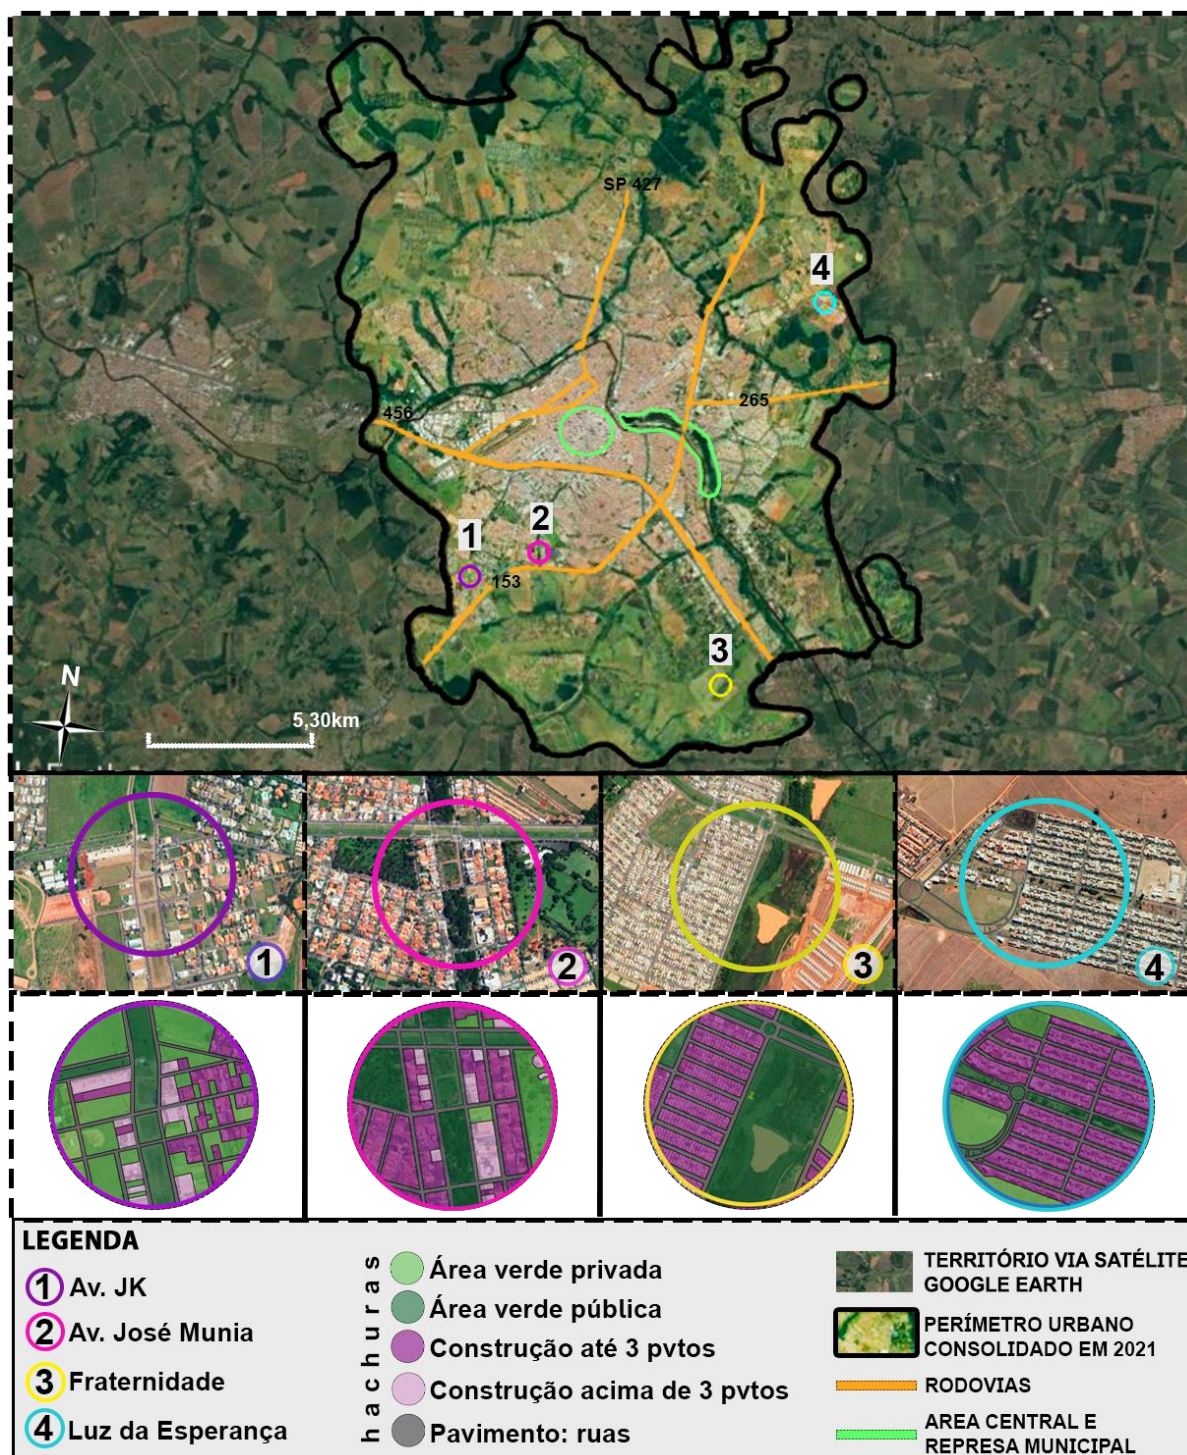 SP 427
4
265
456
2
1
153
3
N
5,30km
1
2
3
4
LEGENDA
1 Av. JK
2 Av. José Munia
3 Fraternidade
4 Luz da Esperança
hachuras
Área verde privada
Área verde pública
Construção até 3 pvtos
Construção acima de 3 pvtos
Pavimento: ruas
TERRITÓRIO VIA SATÉLITE
GOOGLE EARTH
PERÍMETRO URBANO
CONSOLIDADO EM 2021
RODOVIAS
AREA CENTRAL E
REPRESA MUNICIPAL